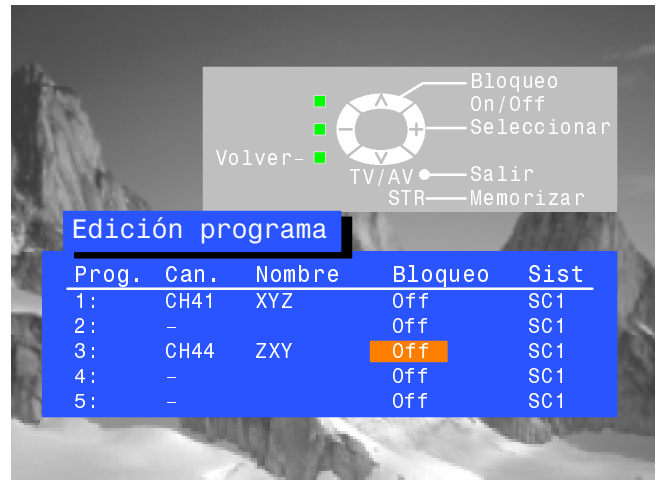 Bloqueo
On/Off
Seleccionar
Volver
TV/AV Salir
STR Memorizar
Edición programa
Prog. Can. Nombre Bloqueo Sist
1: CH41 XYZ Off SC1
2: – Off SC1
3: CH44 ZXY Off SC1
4: – Off SC1
5: – Off SC1